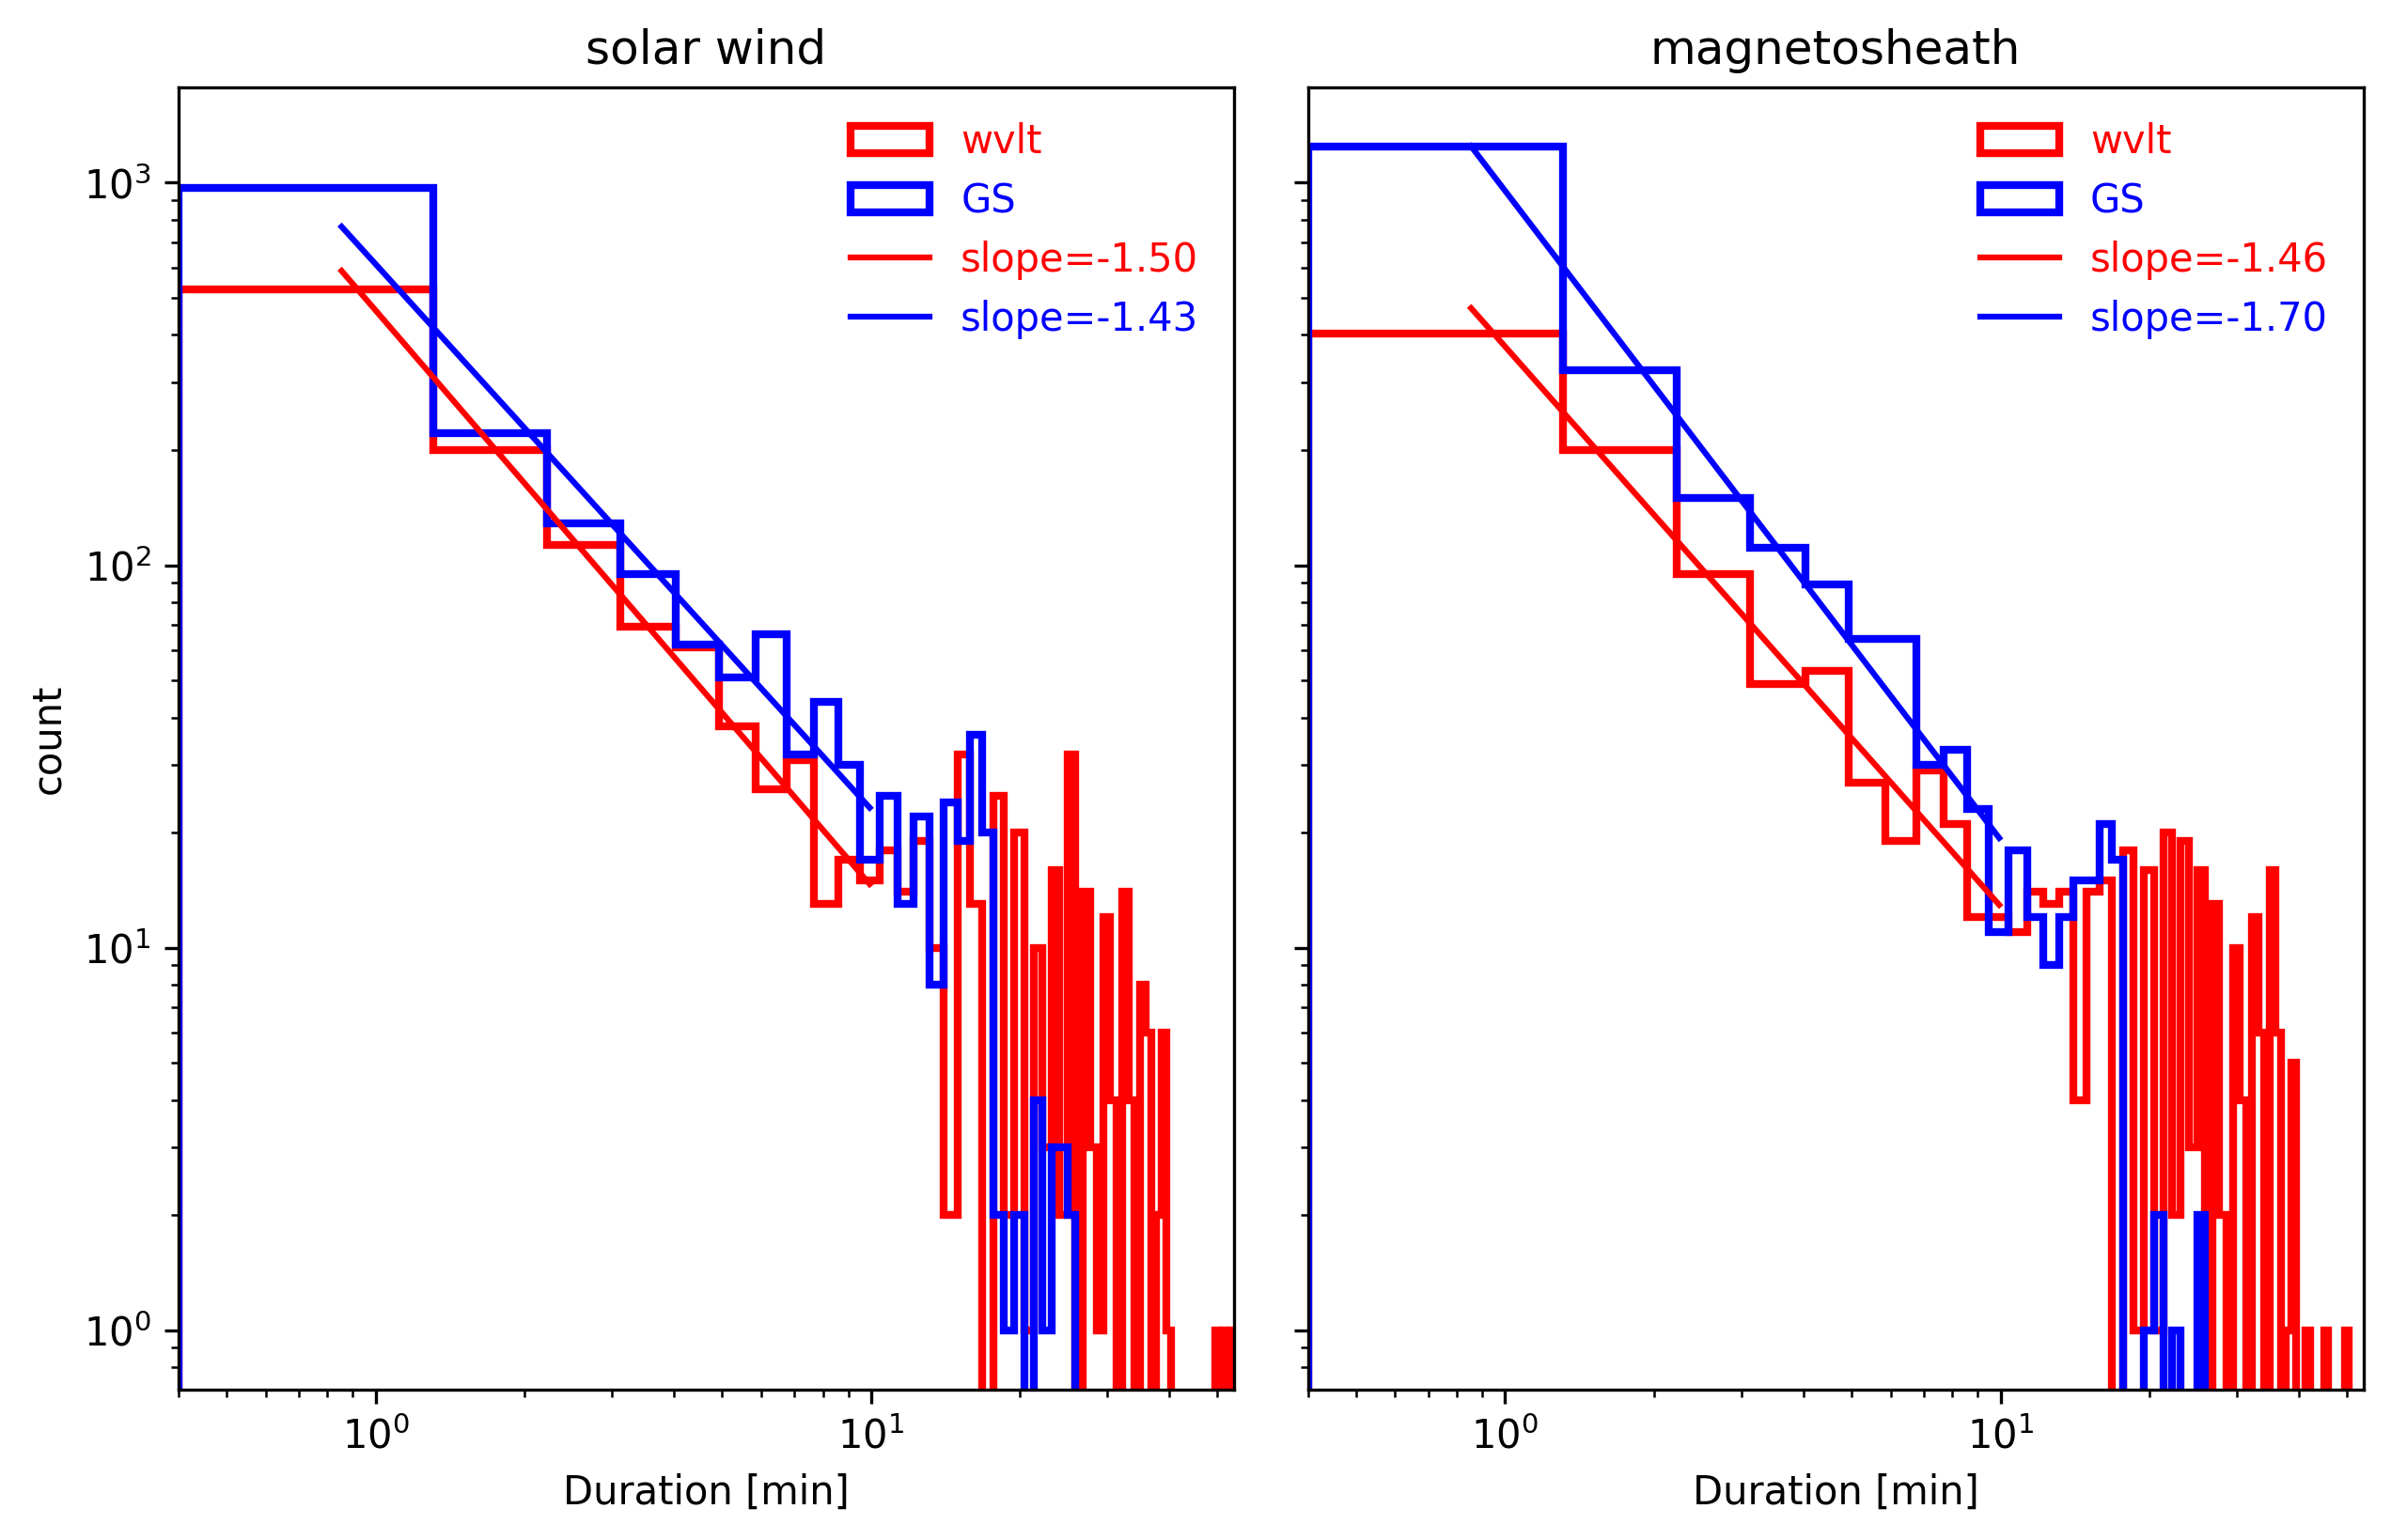 solar wind
wvlt
GS
slope=-1.50
slope=-1.43
10³
10²
10¹
10⁰
count
10⁰ 10¹
Duration [min]
magnetosheath
wvlt
GS
slope=-1.46
slope=-1.70
10⁰ 10¹
Duration [min]